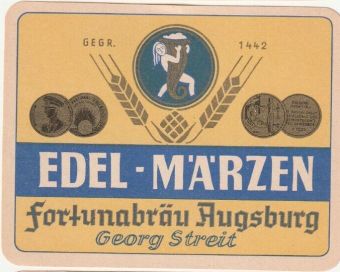 GEGR. 1442
EDEL-MÄRZEN
Fortunabräu Augsburg
Georg Streit